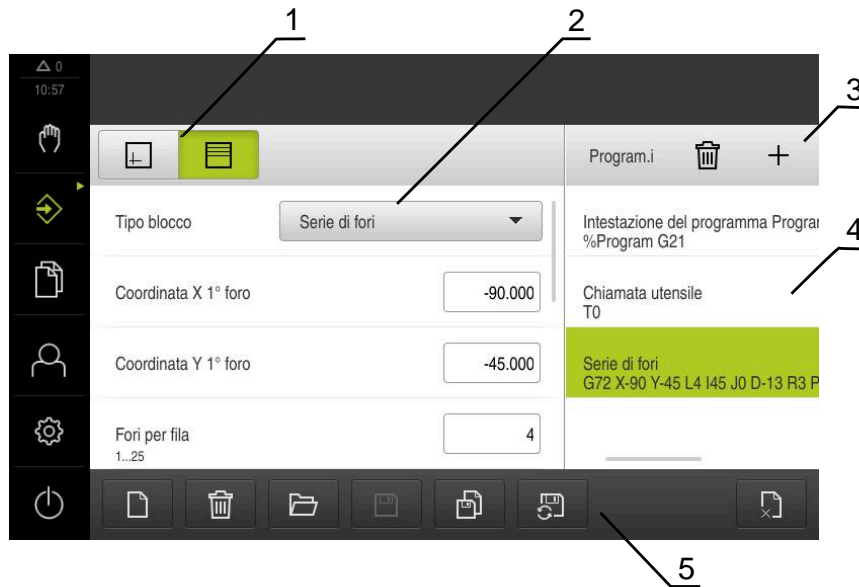 1
2
3
4
5
0
10:57
Program.i
Tipo blocco
Serie di fori
Coordinata X 1° foro
-90.000
Coordinata Y 1° foro
-45.000
Fori per fila
1...25
4
Intestazione del programma
%Program G21
Chiamata utensile
T0
Serie di fori
G72 X-90 Y-45 L4 I45 J0 D-13 R3 P